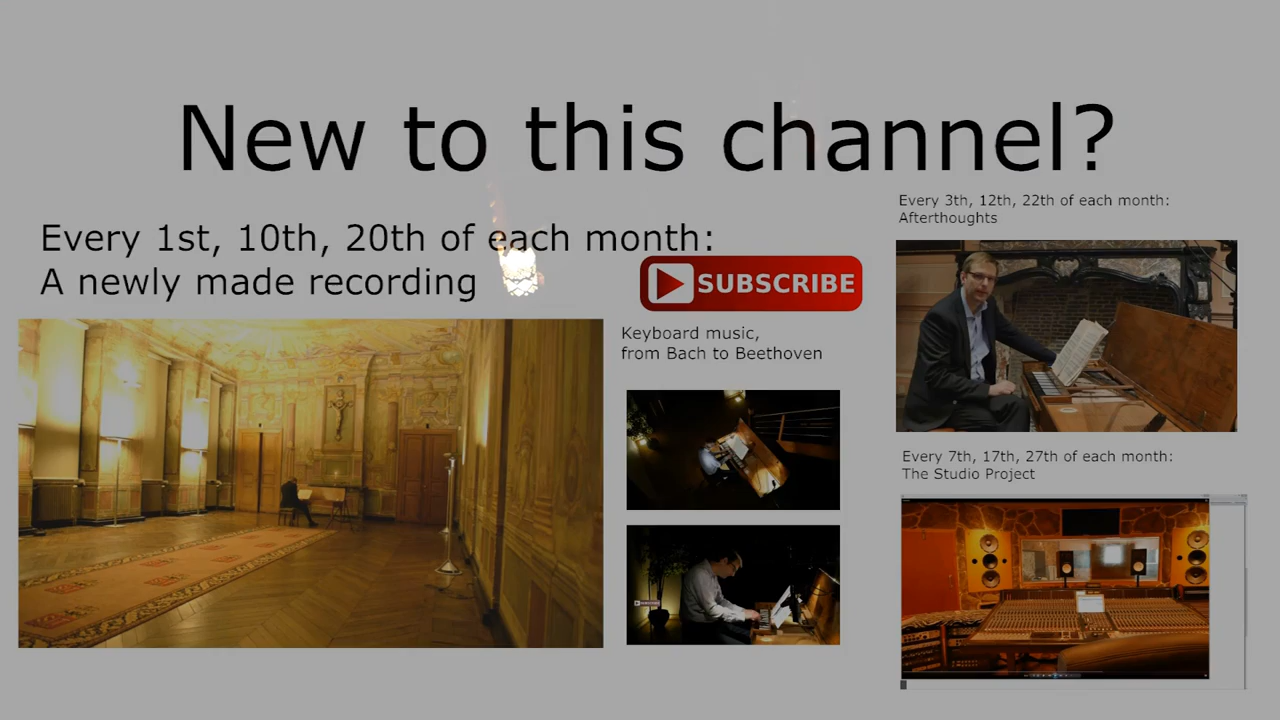 New to this channel?
Every 1st, 10th, 20th of each month:
A newly made recording
SUBSCRIBE
Keyboard music,
from Bach to Beethoven
Every 3th, 12th, 22th of each month:
Afterthoughts
Every 7th, 17th, 27th of each month:
The Studio Project